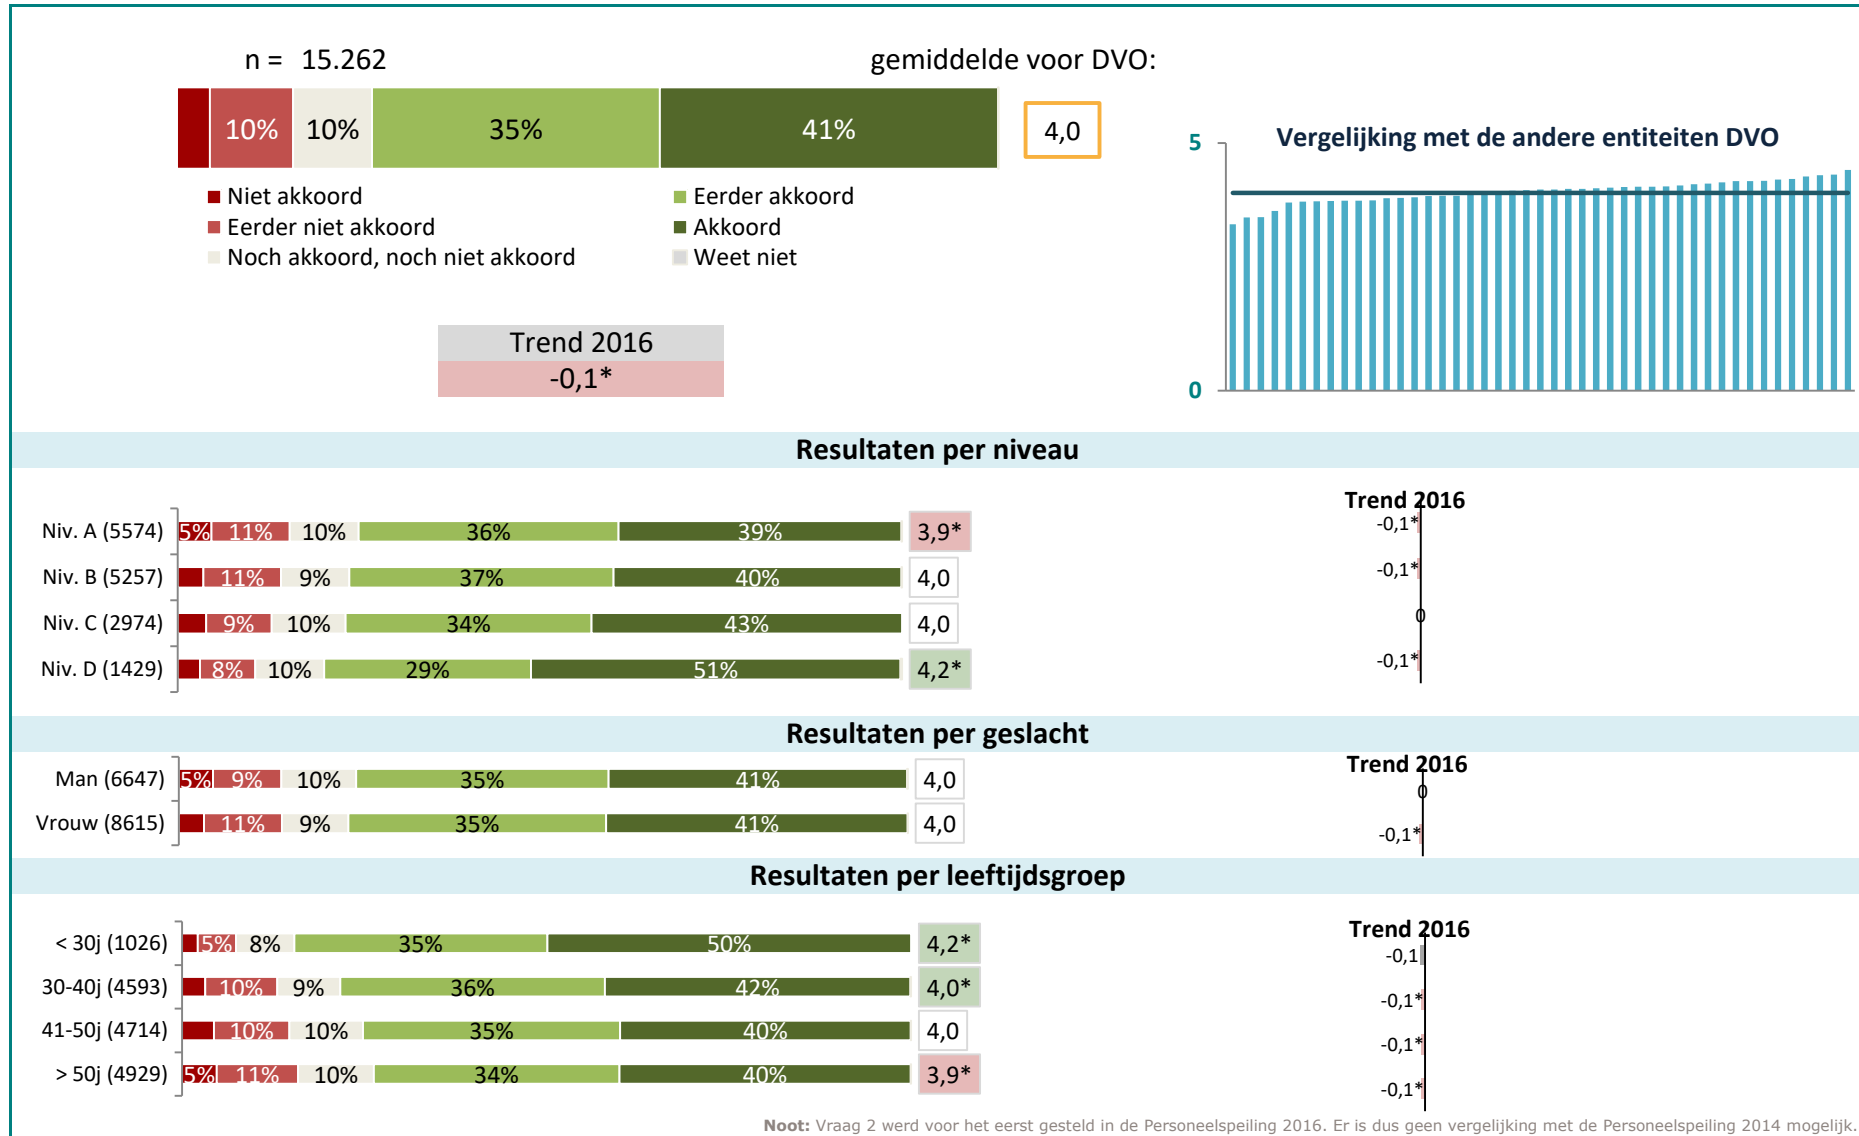 n = 15.262
gemiddelde voor DVO:
10% 10% 35% 41% 4,0
Niet akkoord
Eerder niet akkoord
Noch akkoord, noch niet akkoord
Eerder akkoord
Akkoord
Weet niet
Vergelijking met de andere entiteiten DVO
5
0
Trend 2016
-0,1*
Resultaten per niveau
Trend 2016
Niv. A (5574) 5% 11% 10% 36% 39% 3,9* -0,1*
Niv. B (5257) 11% 9% 37% 40% 4,0 -0,1*
Niv. C (2974) 9% 10% 34% 43% 4,0 0
Niv. D (1429) 8% 10% 29% 51% 4,2* -0,1*
Resultaten per geslacht
Trend 2016
Man (6647) 5% 9% 10% 35% 41% 4,0 0
Vrouw (8615) 11% 9% 35% 41% 4,0 -0,1*
Resultaten per leeftijdsgroep
Trend 2016
< 30j (1026) 5% 8% 35% 50% 4,2* -0,1
30-40j (4593) 10% 9% 36% 42% 4,0* -0,1*
41-50j (4714) 10% 10% 35% 40% 4,0 -0,1*
> 50j (4929) 5% 11% 10% 34% 40% 3,9* -0,1*
Noot: Vraag 2 werd voor het eerst gesteld in de Personeelspeiling 2016. Er is dus geen vergelijking met de Personeelspeiling 2014 mogelijk.